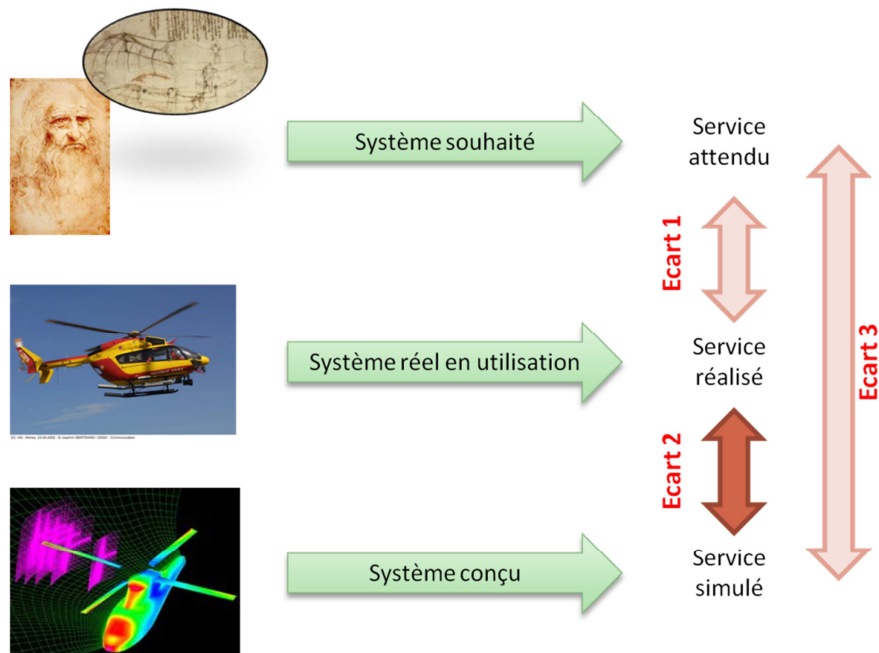 Système souhaité
Service
attendu
Ecart 1
Système réel en utilisation
Service
réalisé
Ecart 3
Ecart 2
Système conçu
Service
simulé